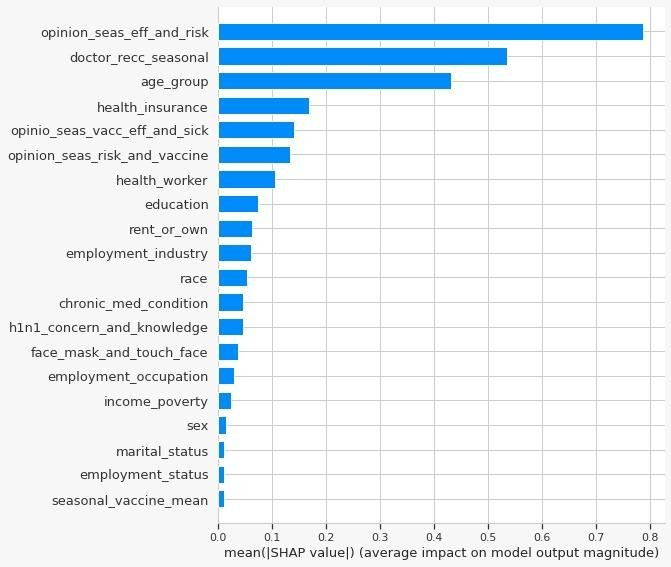 opinion_seas_eff_and_risk
doctor_recc_seasonal
age_group
health_insurance
opinio_seas_vacc_eff_and_sick
opinion_seas_risk_and_vaccine
health_worker
education
rent_or_own
employment_industry
race
chronic_med_condition
h1n1_concern_and_knowledge
face_mask_and_touch_face
employment_occupation
income_poverty
sex
marital_status
employment_status
seasonal_vaccine_mean
0.0 0.1 0.2 0.3 0.4 0.5 0.6 0.7 0.8
mean(|SHAP value|) (average impact on model output magnitude)